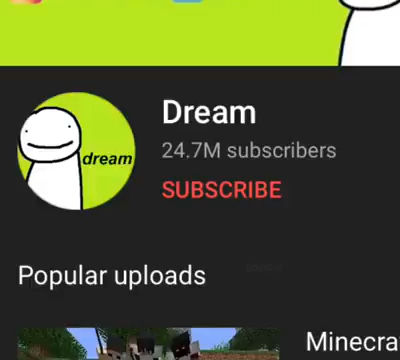 Dream
24.7M subscribers
dream
SUBSCRIBE
Popular uploads
Minecra